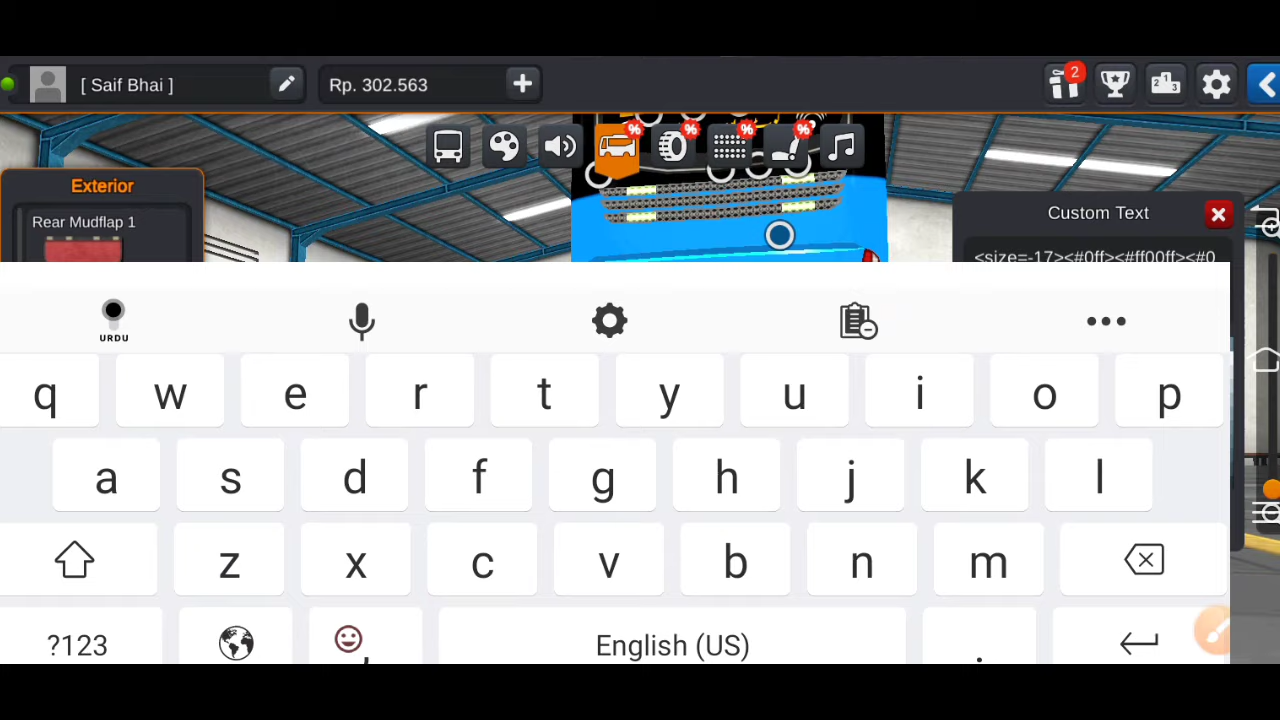 [ Saif Bhai ]
Rp. 302.563
2
% % % %
Exterior
Rear Mudflap 1
Custom Text
<size=-17><#0ff><#ff00ff><#0
URDU
q w e r t y u i o p
a s d f g h j k l
z x c v b n m
?123
,
English (US)
.